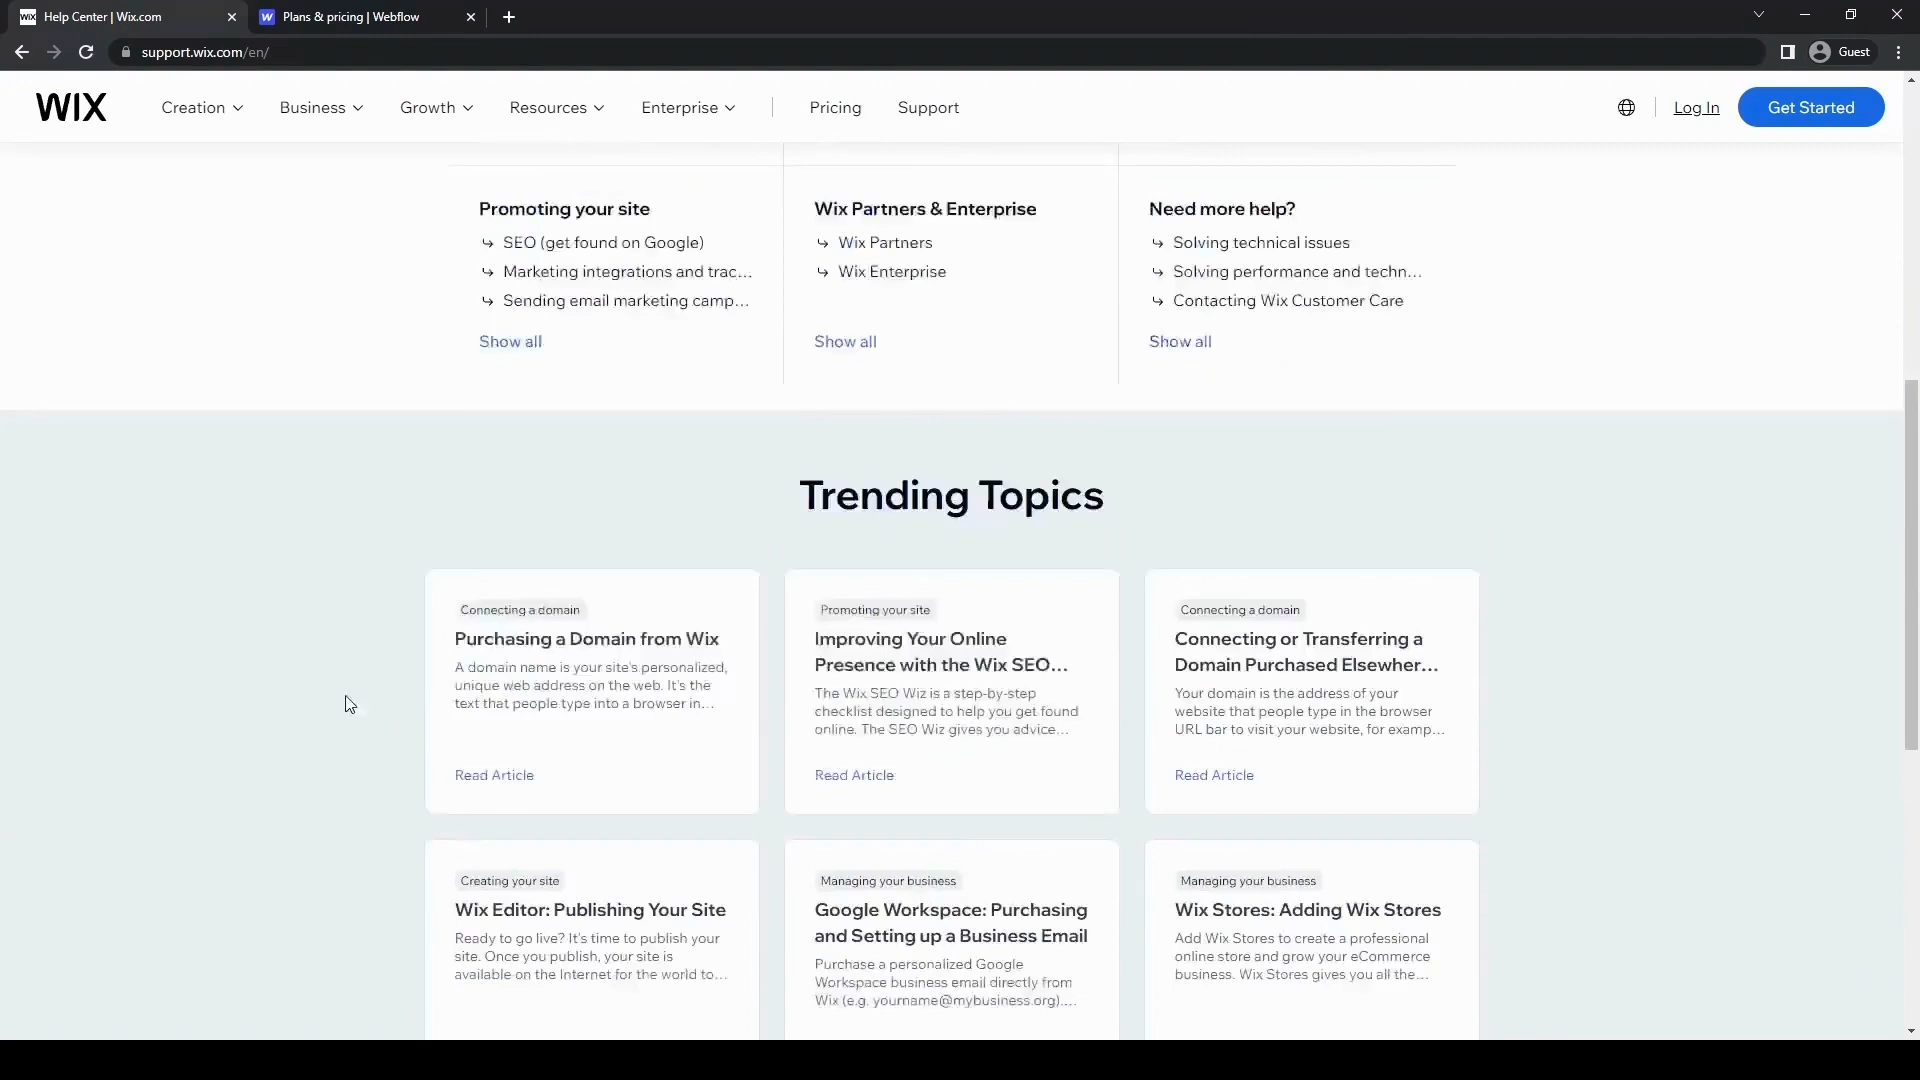 WIX Help Center | Wix.com
W Plans & pricing | Webflow
support.wix.com/en/
Guest
WIX
Creation
Business
Growth
Resources
Enterprise
Pricing
Support
Log In
Get Started
Promoting your site
SEO (get found on Google)
Marketing integrations and trac...
Sending email marketing camp...
Show all
Wix Partners & Enterprise
Wix Partners
Wix Enterprise
Show all
Need more help?
Solving technical issues
Solving performance and techn...
Contacting Wix Customer Care
Show all
Trending Topics
Connecting a domain
Purchasing a Domain from Wix
A domain name is your site's personalized,
unique web address on the web. It's the
text that people type into a browser in...
Read Article
Promoting your site
Improving Your Online
Presence with the Wix SEO...
The Wix SEO Wiz is a step-by-step
checklist designed to help you get found
online. The SEO Wiz gives you advice...
Read Article
Connecting a domain
Connecting or Transferring a
Domain Purchased Elsewher...
Your domain is the address of your
website that people type in the browser
URL bar to visit your website, for examp...
Read Article
Creating your site
Wix Editor: Publishing Your Site
Ready to go live? It's time to publish your
site. Once you publish, your site is
available on the Internet for the world to...
Managing your business
Google Workspace: Purchasing
and Setting up a Business Email
Purchase a personalized Google
Workspace business email directly from
Wix (e.g. yourname@mybusiness.org)....
Managing your business
Wix Stores: Adding Wix Stores
Add Wix Stores to create a professional
online store and grow your eCommerce
business. Wix Stores gives you all the...